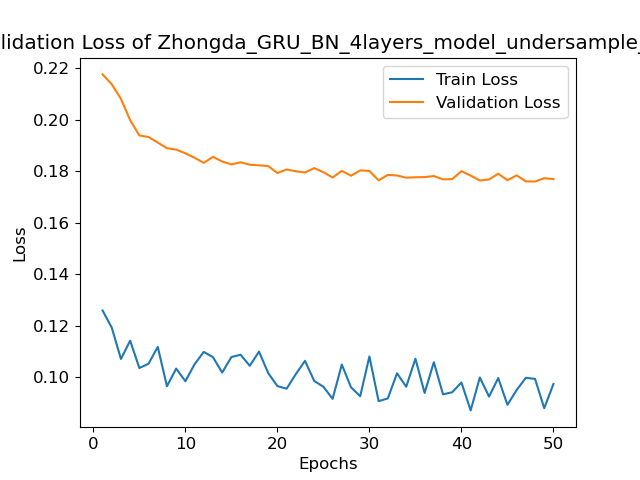 lidation Loss of Zhongda_GRU_BN_4layers_model_undersample_
Train Loss
Validation Loss
0.22
0.20
0.18
0.16
0.14
0.12
0.10
Loss
0 10 20 30 40 50
Epochs